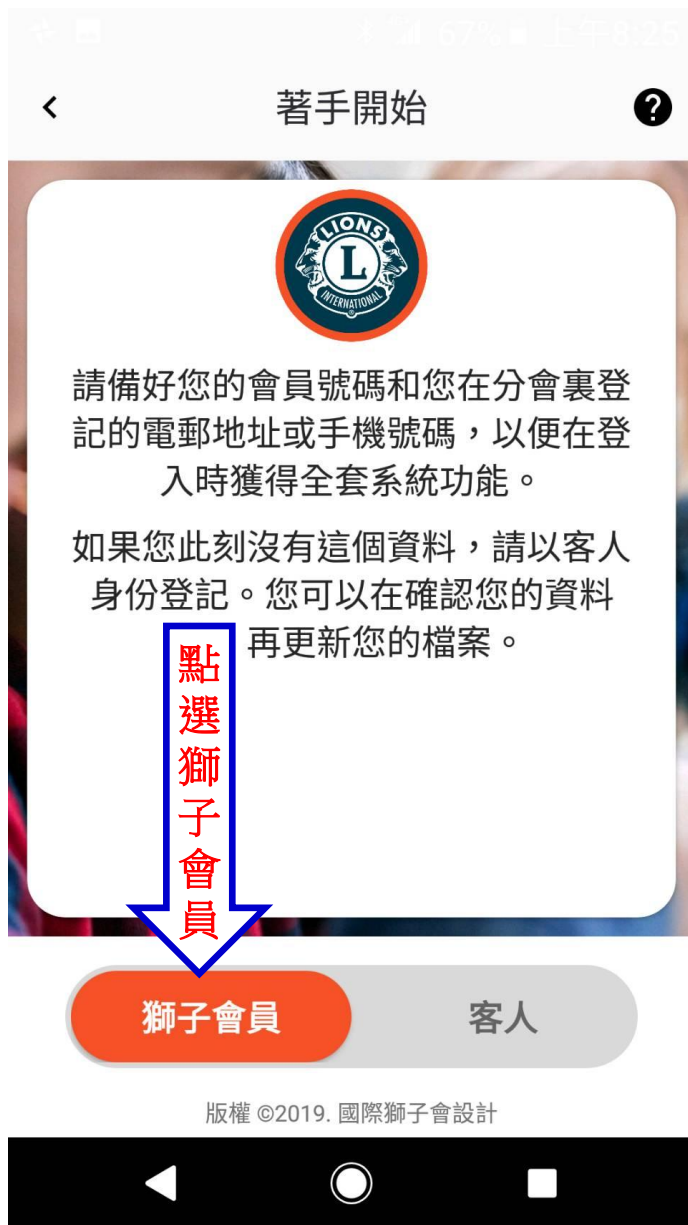 67% 上午8:25
著手開始
?
LIONS
L
INTERNATIONAL
®
請備好您的會員號碼和您在分會裏登
記的電郵地址或手機號碼,以便在登
入時獲得全套系統功能。
如果您此刻沒有這個資料,請以客人
身份登記。您可以在確認您的資料
再更新您的檔案。
點選獅子會員
獅子會員
客人
版權 ©2019. 國際獅子會設計